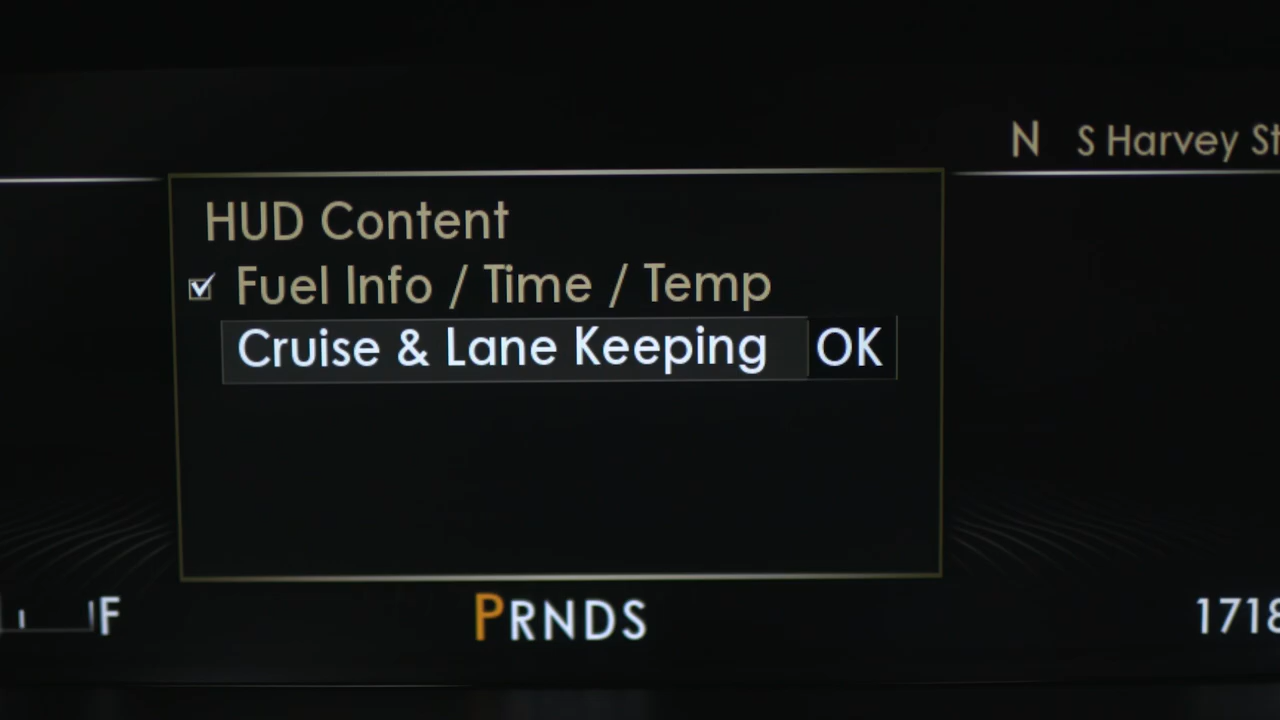 N S Harvey St
HUD Content
Fuel Info / Time / Temp
Cruise & Lane Keeping OK
F PRNDS 1718